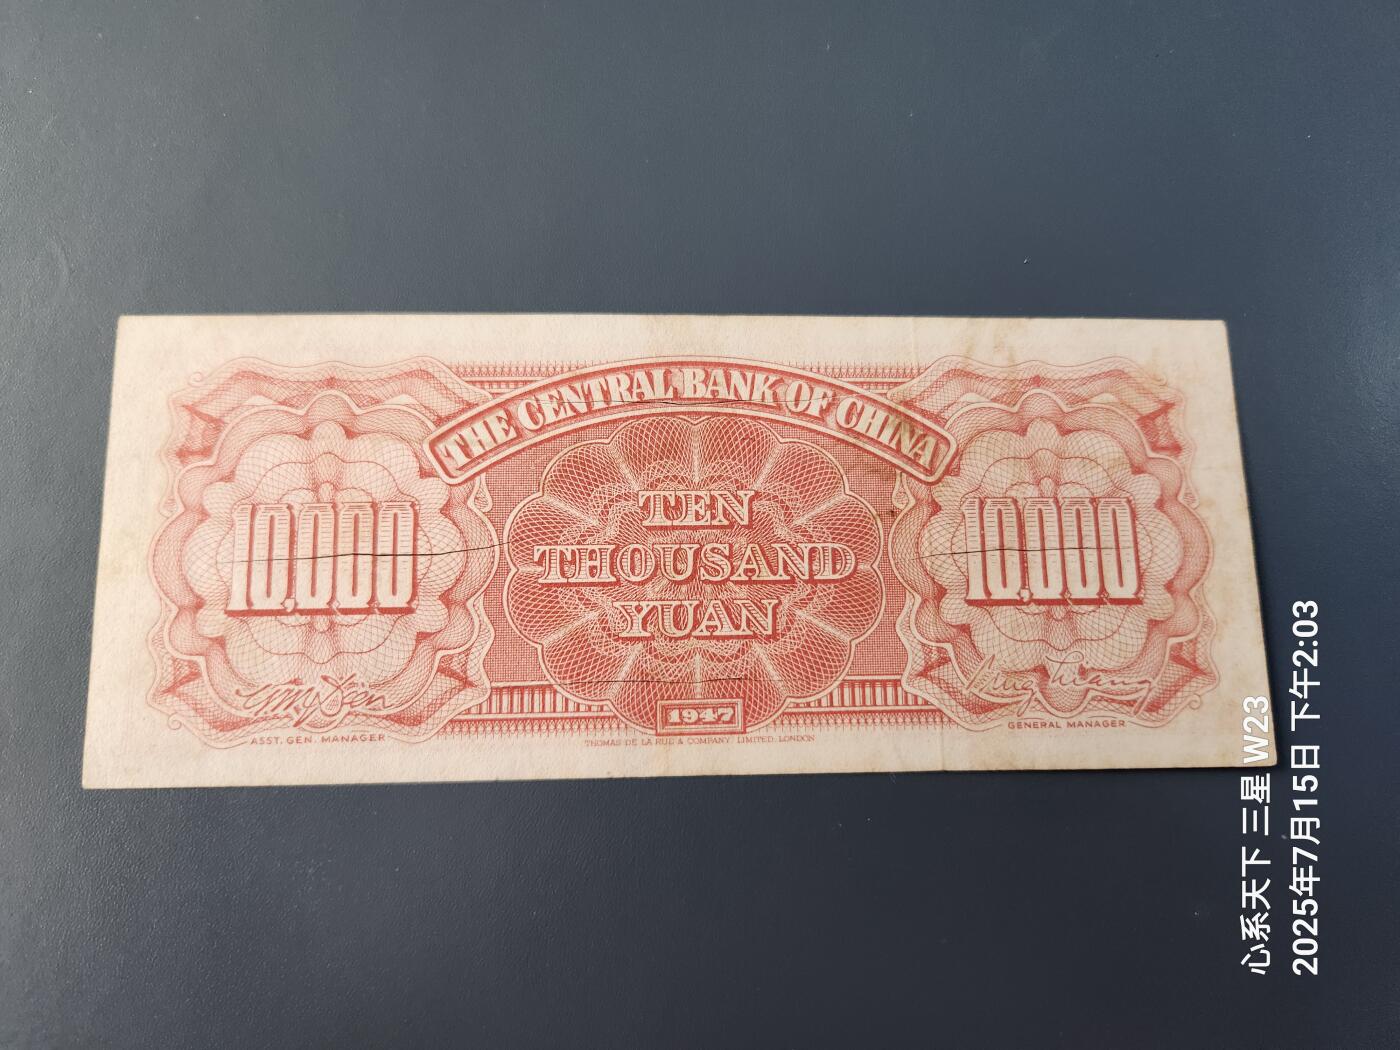 THE CENTRAL BANK OF CHINA
TEN
THOUSAND
YUAN
10,000
10,000
1947
ASST. GEN. MANAGER
GENERAL MANAGER
THOMAS DE LA RUE & COMPANY, LIMITED, LONDON
心系天下 三星 W23
2025年7月15日 下午2:03